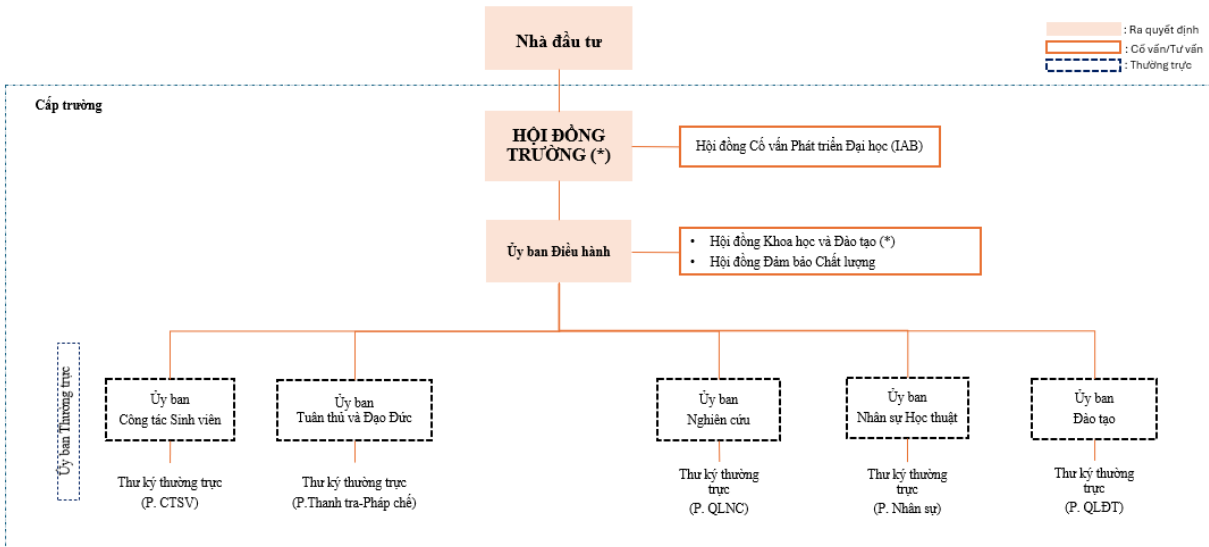 Nhà đầu tư
: Ra quyết định
: Cố vấn/Tư vấn
: Thường trực
Cấp trường
HỘI ĐỒNG
TRƯỜNG (*)
Hội đồng Cố vấn Phát triển Đại học (IAB)
Ủy ban Điều hành
• Hội đồng Khoa học và Đào tạo (*)
• Hội đồng Đảm bảo Chất lượng
Ủy ban Thường trực
Ủy ban
Công tác Sinh viên
Ủy ban
Tuân thủ và Đạo Đức
Ủy ban
Nghiên cứu
Ủy ban
Nhân sự Học thuật
Ủy ban
Đào tạo
Thư ký thường trực
(P. CTSV)
Thư ký thường trực
(P.Thanh tra-Pháp chế)
Thư ký thường
trực
(P. QLNC)
Thư ký thường
trực
(P. Nhân sự)
Thư ký thường
trực
(P. QLĐT)